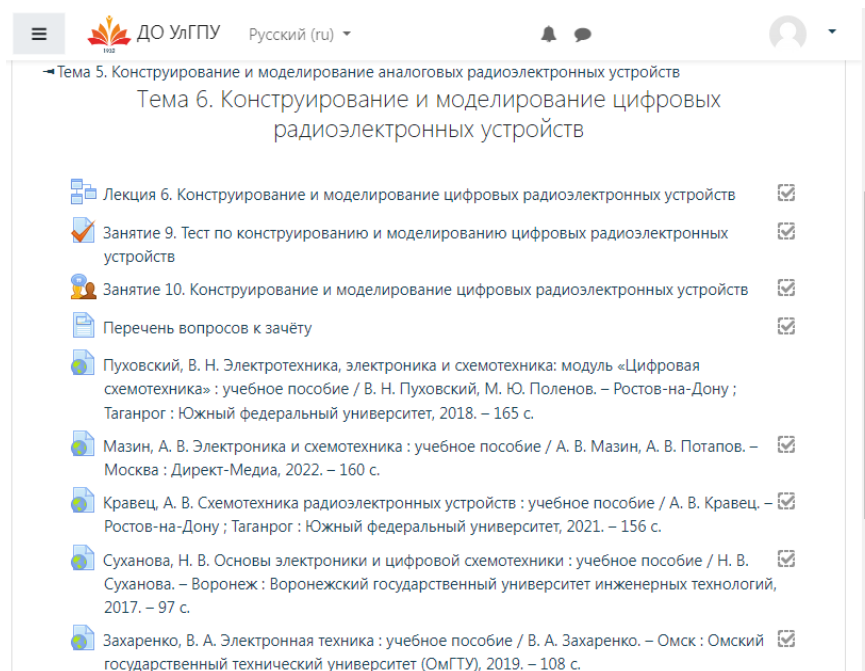 ДО УлГПУ Русский (ru)
1932
Тема 5. Конструирование и моделирование аналоговых радиоэлектронных устройств
Тема 6. Конструирование и моделирование цифровых
радиоэлектронных устройств
Лекция 6. Конструирование и моделирование цифровых радиоэлектронных устройств
Занятие 9. Тест по конструированию и моделированию цифровых радиоэлектронных
устройств
Занятие 10. Конструирование и моделирование цифровых радиоэлектронных устройств
Перечень вопросов к зачёту
Пуховский, В. Н. Электротехника, электроника и схемотехника: модуль «Цифровая
схемотехника» : учебное пособие / В. Н. Пуховский, М. Ю. Поленов. – Ростов-на-Дону ;
Таганрог : Южный федеральный университет, 2018. – 165 с.
Мазин, А. В. Электроника и схемотехника : учебное пособие / А. В. Мазин, А. В. Потапов. –
Москва : Директ-Медиа, 2022. – 160 с.
Кравец, А. В. Схемотехника радиоэлектронных устройств : учебное пособие / А. В. Кравец. –
Ростов-на-Дону ; Таганрог : Южный федеральный университет, 2021. – 156 с.
Суханова, Н. В. Основы электроники и цифровой схемотехники : учебное пособие / Н. В.
Суханова. – Воронеж : Воронежский государственный университет инженерных технологий,
2017. – 97 с.
Захаренко, В. А. Электронная техника : учебное пособие / В. А. Захаренко. – Омск : Омский
государственный технический университет (ОмГТУ), 2019. – 108 с.